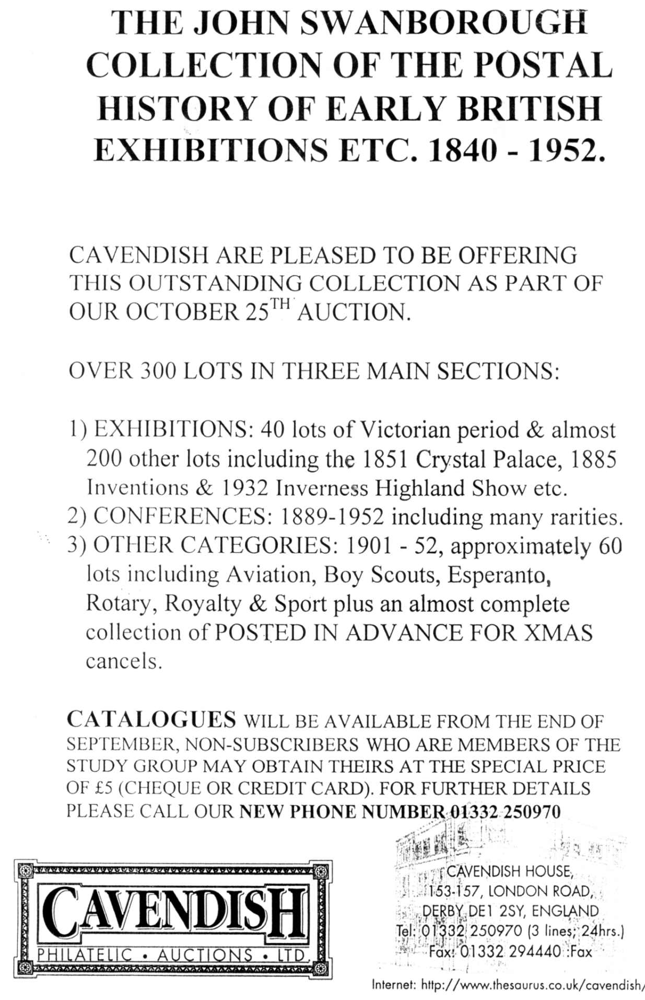 THE JOHN SWANBOROUGH
COLLECTION OF THE POSTAL
HISTORY OF EARLY BRITISH
EXHIBITIONS ETC. 1840 - 1952.
CAVENDISH ARE PLEASED TO BE OFFERING
THIS OUTSTANDING COLLECTION AS PART OF
OUR OCTOBER 25TH AUCTION.
OVER 300 LOTS IN THREE MAIN SECTIONS:
1) EXHIBITIONS: 40 lots of Victorian period & almost
200 other lots including the 1851 Crystal Palace, 1885
Inventions & 1932 Inverness Highland Show etc.
2) CONFERENCES: 1889-1952 including many rarities.
3) OTHER CATEGORIES: 1901 - 52, approximately 60
lots including Aviation, Boy Scouts, Esperanto,
Rotary, Royalty & Sport plus an almost complete
collection of POSTED IN ADVANCE FOR XMAS
cancels.
CATALOGUES WILL BE AVAILABLE FROM THE END OF
SEPTEMBER, NON-SUBSCRIBERS WHO ARE MEMBERS OF THE
STUDY GROUP MAY OBTAIN THEIRS AT THE SPECIAL PRICE
OF £5 (CHEQUE OR CREDIT CARD). FOR FURTHER DETAILS
PLEASE CALL OUR NEW PHONE NUMBER 01332 250970
CAVENDISH
PHILATELIC • AUCTIONS • LTD.
CAVENDISH HOUSE,
153-157, LONDON ROAD,
DERBY DE1 2SY, ENGLAND
Tel: 01332 250970 (3 lines; 24hrs.)
Fax: 01332 294440 :Fax
Internet: http://www.thesaurus.co.uk/cavendish/